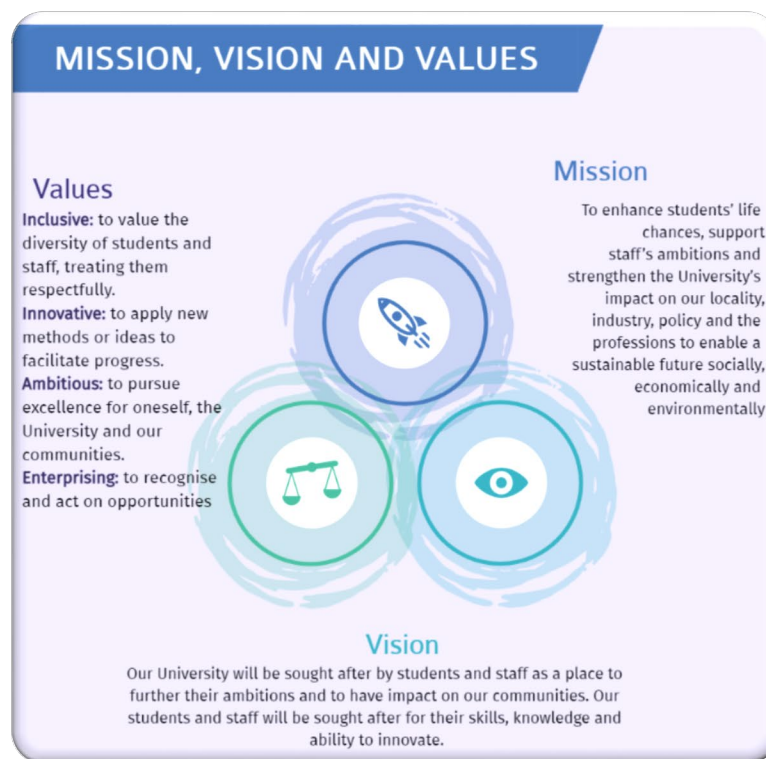 MISSION, VISION AND VALUES
Values
Inclusive: to value the
diversity of students and
staff, treating them
respectfully.
Innovative: to apply new
methods or ideas to
facilitate progress.
Ambitious: to pursue
excellence for oneself, the
University and our
communities.
Enterprising: to recognise
and act on opportunities
Mission
To enhance students' life
chances, support
staff's ambitions and
strengthen the University's
impact on our locality,
industry, policy and the
professions to enable a
sustainable future socially,
economically and
environmentally
Vision
Our University will be sought after by students and staff as a place to
further their ambitions and to have impact on our communities. Our
students and staff will be sought after for their skills, knowledge and
ability to innovate.